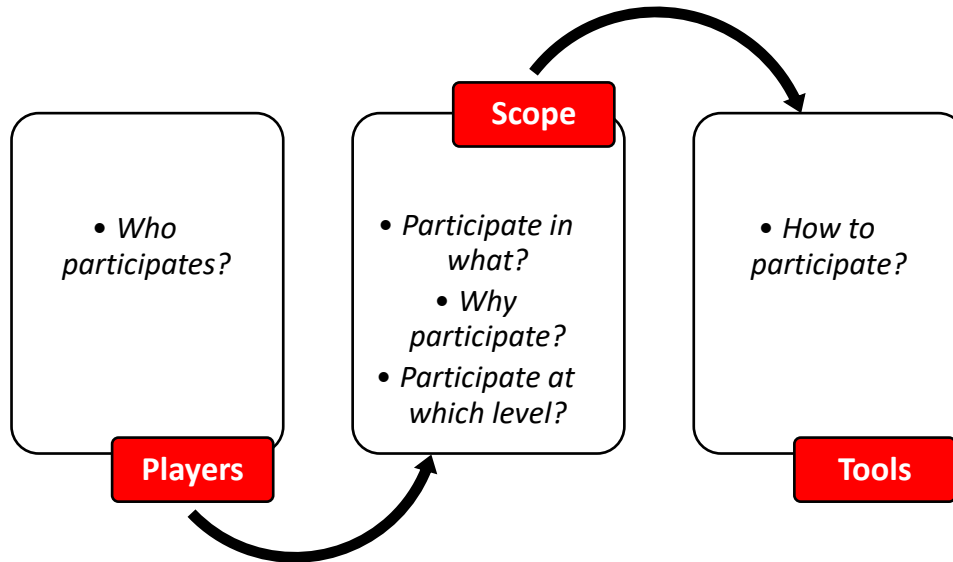 • Who
participates?
Players
Scope
• Participate in
what?
• Why
participate?
• Participate at
which level?
• How to
participate?
Tools